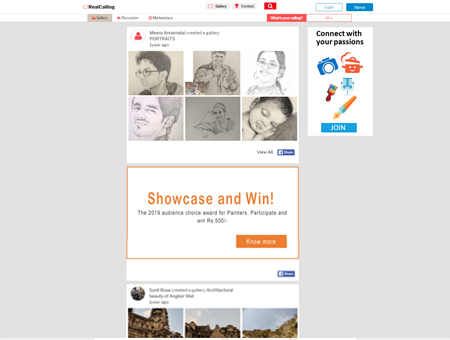 RealCalling
Gallery
Contest
Login
Signup
Gallery
Discussion
Marketplace
What's your calling?
Meera Annamalai created a gallery
PORTRAITS
1year ago
Connect with
your passions
JOIN
View All
Share
Showcase and Win!
The 2019 audience choice award for Painters. Participate and
win Rs 500/-
Know more
Share
Sunil Bose created a gallery Architectural
beauty of Angkor Wat
1year ago